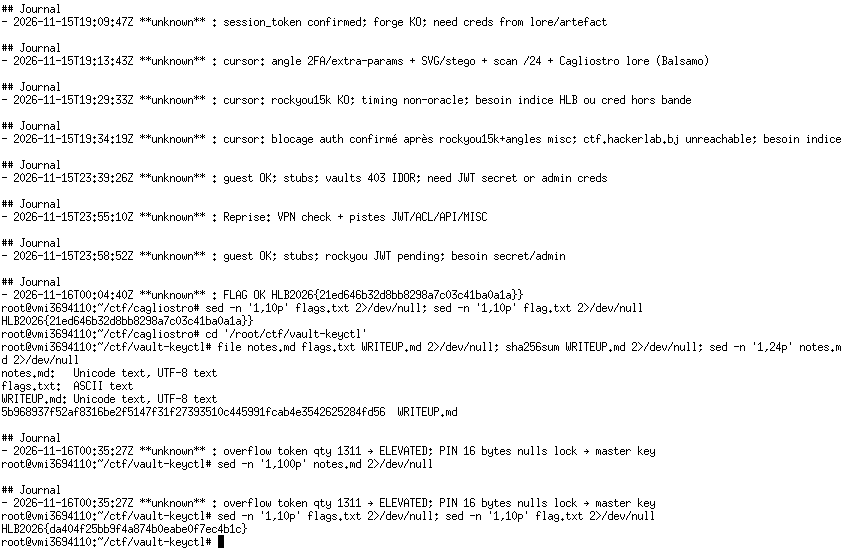 ## Journal
- 2026-11-15T19:09:47Z **unknown** : session_token confirmed; forge KO; need creds from lore/artefact
## Journal
- 2026-11-15T19:13:43Z **unknown** : cursor: angle 2FA/extra-params + SVG/stego + scan /24 + Cagliostro lore (Balsamo)
## Journal
- 2026-11-15T19:29:33Z **unknown** : cursor: rockyou15k KO; timing non-oracle; besoin indice HLB ou cred hors bande
## Journal
- 2026-11-15T19:34:19Z **unknown** : cursor: blocage auth confirmé après rockyou15k+angles misc; ctf.hackerlab.bj unreachable; besoin indice
## Journal
- 2026-11-15T23:39:26Z **unknown** : guest OK; stubs; vaults 403 IDOR; need JWT secret or admin creds
## Journal
- 2026-11-15T23:55:10Z **unknown** : Reprise: VPN check + pistes JWT/ACL/API/MISC
## Journal
- 2026-11-15T23:58:52Z **unknown** : guest OK; stubs; rockyou JWT pending; besoin secret/admin
## Journal
- 2026-11-16T00:04:40Z **unknown** : FLAG OK HLB2026{21ed646b32d8bb8298a7c03c41ba0a1a}}
root@vmi3694110:~/ctf/cagliostro# sed -n '1,10p' flags.txt 2>/dev/null; sed -n '1,10p' flag.txt 2>/dev/null
HLB2026{21ed646b32d8bb8298a7c03c41ba0a1a}}
root@vmi3694110:~/ctf/cagliostro# cd '/root/ctf/vault-keyctl'
root@vmi3694110:~/ctf/vault-keyctl# file notes.md flags.txt WRITEUP.md 2>/dev/null; sha256sum WRITEUP.md 2>/dev/null; sed -n '1,24p' notes.m
d 2>/dev/null
notes.md:   Unicode text, UTF-8 text
flags.txt:  ASCII text
WRITEUP.md: Unicode text, UTF-8 text
5b968937f52af8316be2f5147f31f27393510c445991fcab4e3542625284fd56  WRITEUP.md
## Journal
- 2026-11-16T00:35:27Z **unknown** : overflow token qty 1311 → ELEVATED; PIN 16 bytes nulls lock → master key
root@vmi3694110:~/ctf/vault-keyctl# sed -n '1,100p' notes.md 2>/dev/null
## Journal
- 2026-11-16T00:35:27Z **unknown** : overflow token qty 1311 → ELEVATED; PIN 16 bytes nulls lock → master key
root@vmi3694110:~/ctf/vault-keyctl# sed -n '1,10p' flags.txt 2>/dev/null; sed -n '1,10p' flag.txt 2>/dev/null
HLB2026{da404f25bb9f4a874b0eabe0f7ec4b1c}
root@vmi3694110:~/ctf/vault-keyctl#